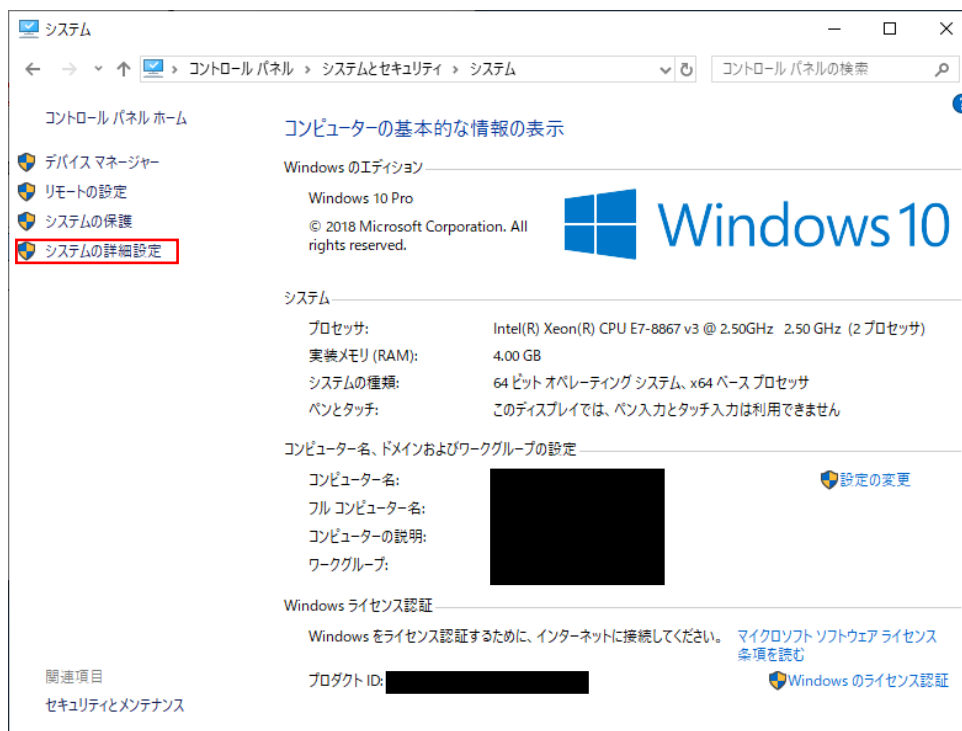 システム
コントロール パネル › システムとセキュリティ › システム
コントロール パネルの検索
コントロール パネル ホーム
デバイス マネージャー
リモートの設定
システムの保護
システムの詳細設定
コンピューターの基本的な情報の表示
Windows のエディション
Windows 10 Pro
© 2018 Microsoft Corporation. All
rights reserved.
Windows 10
システム
プロセッサ: Intel(R) Xeon(R) CPU E7-8867 v3 @ 2.50GHz 2.50 GHz (2 プロセッサ)
実装メモリ (RAM): 4.00 GB
システムの種類: 64 ビット オペレーティング システム、x64 ベース プロセッサ
ペンとタッチ: このディスプレイでは、ペン入力とタッチ入力は利用できません
コンピューター名、ドメインおよびワークグループの設定
コンピューター名:
設定の変更
フル コンピューター名:
コンピューターの説明:
ワークグループ:
Windows ライセンス認証
Windows をライセンス認証するために、インターネットに接続してください。 マイクロソフト ソフトウェア ライセンス
条項を読む
プロダクト ID:
Windows のライセンス認証
関連項目
セキュリティとメンテナンス